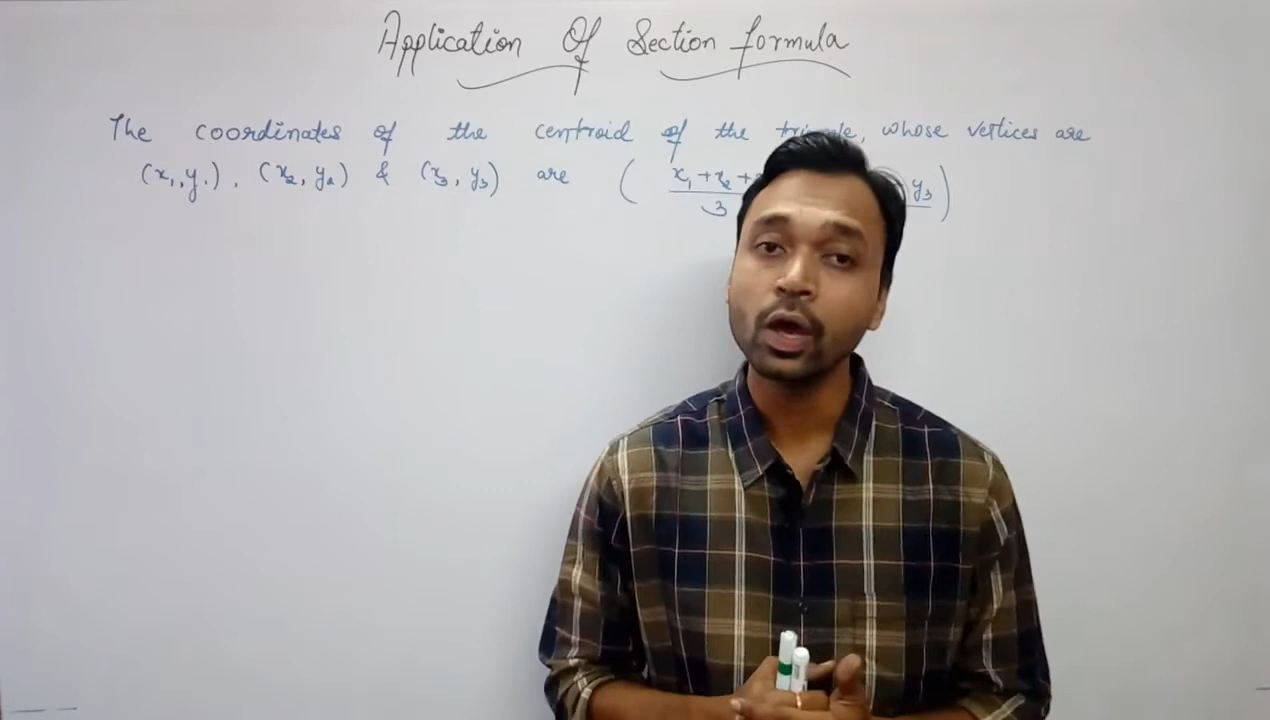 Application Of Section formula
The coordinates of the centroid of the triangle, whose vertices are
(x₁, y₁), (x₂, y₂) & (x₃, y₃) are ( x₁ + x₂ + y₃ )
3